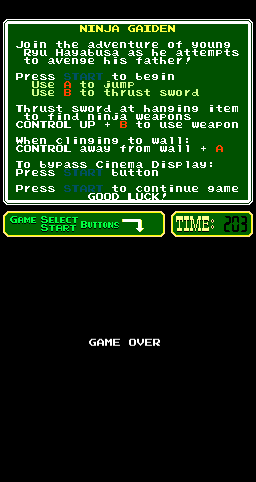 NINJA GAIDEN
Join the adventure of young
Ryu Hayabusa as he attempts
to avenge his father!
Press START to begin
Use A to jump
Use B to thrust sword
Thrust sword at hanging item
to find ninja weapons
CONTROL UP + B to use weapon
When clinging to wall:
CONTROL away from wall + A
To bypass Cinema Display:
Press START button
Press START to continue game
GOOD LUCK!
GAME SELECT
START BUTTONS
TIME: 203
GAME OVER